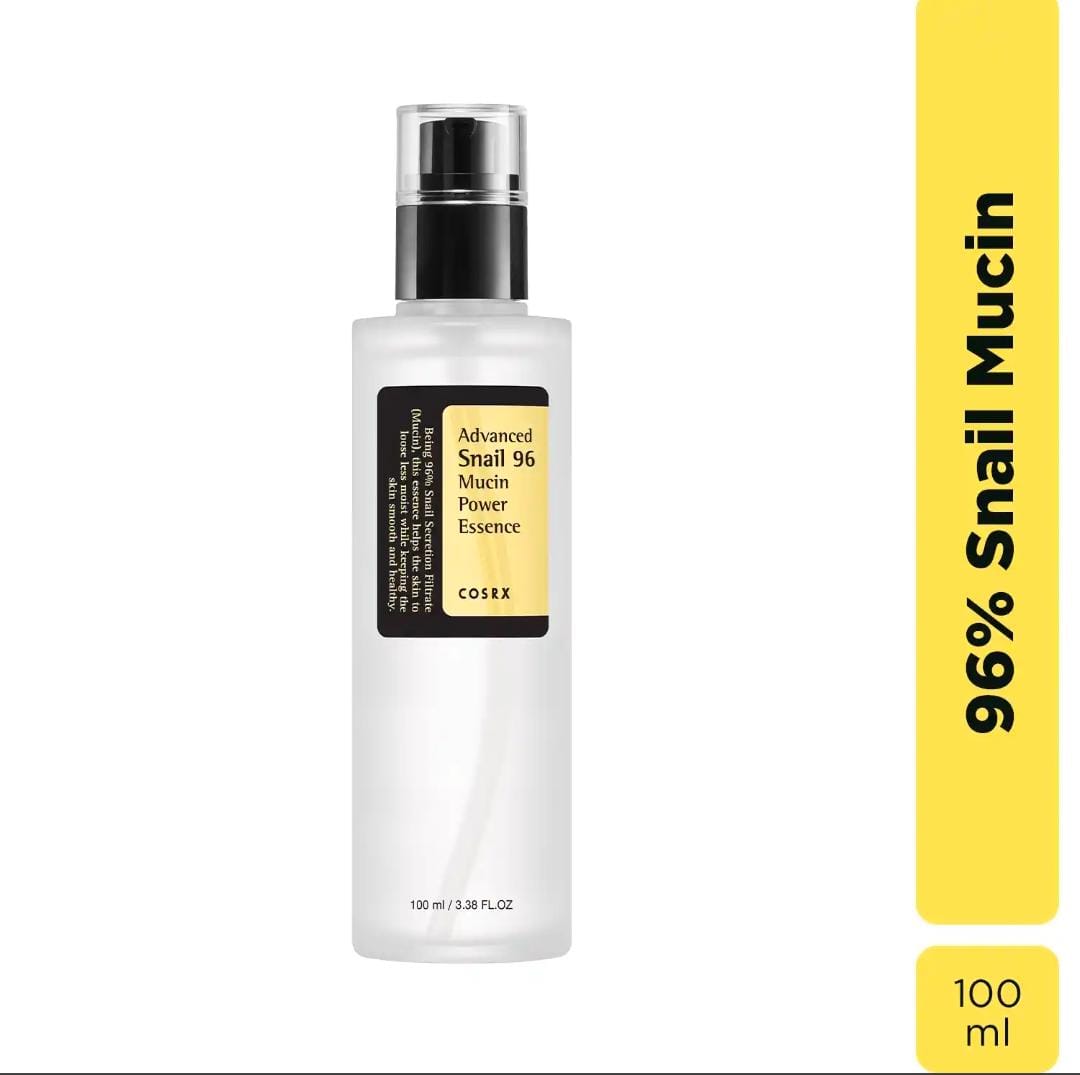 Being 96% Snail Secretion Filtrate
(Mucin), this essence helps the skin to
loose less moist while keeping the
skin smooth and healthy.
Advanced
Snail 96
Mucin
Power
Essence
COSRX
100 ml / 3.38 FL.OZ
96% Snail Mucin
100
ml